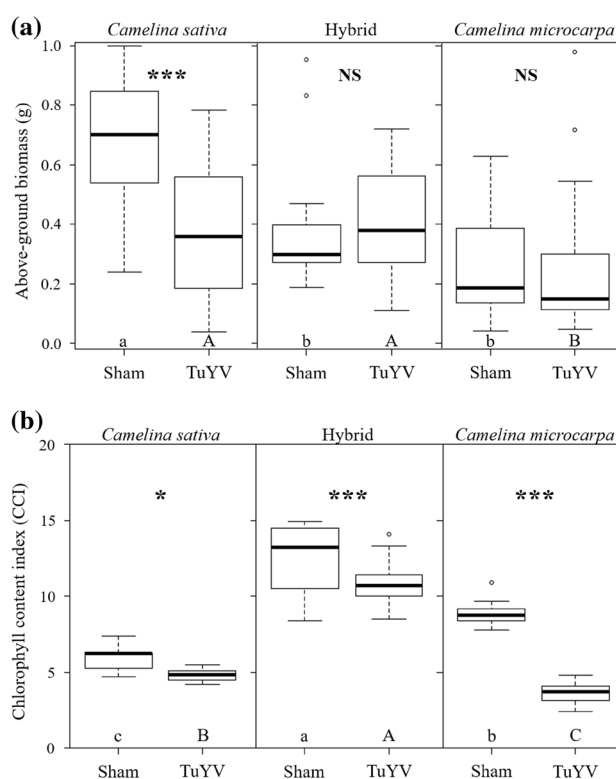 (a)
Camelina sativa Hybrid Camelina microcarpa
1.0
*** NS NS
0.8
0.6
0.4
0.2
0.0
Above-ground biomass (g)
a A b A b B
Sham TuYV Sham TuYV Sham TuYV
(b)
Camelina sativa Hybrid Camelina microcarpa
20
* *** ***
15
10
5
0
Chlorophyll content index (CCI)
c B a A b C
Sham TuYV Sham TuYV Sham TuYV